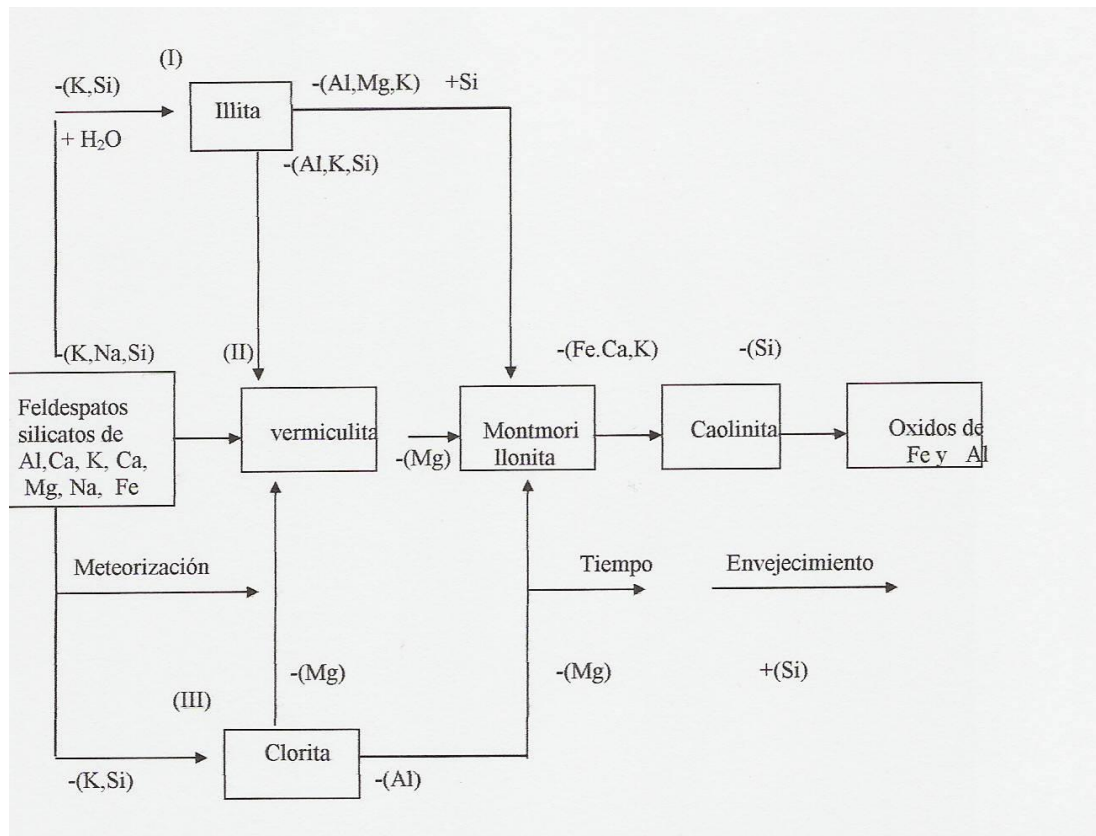 (I)
-(K,Si)
+ H₂O
Illita
-(Al,Mg,K) +Si
-(Al,K,Si)
-(K,Na,Si)
(II)
-(Fe.Ca,K)
-(Si)
Feldespatos
silicatos de
Al,Ca, K, Ca,
Mg, Na, Fe
vermiculita
-(Mg)
Montmori
llonita
Caolinita
Oxidos de
Fe y Al
Meteorización
Tiempo
Envejecimiento
-(Mg)
-(Mg)
+(Si)
(III)
Clorita
-(K,Si)
-(Al)